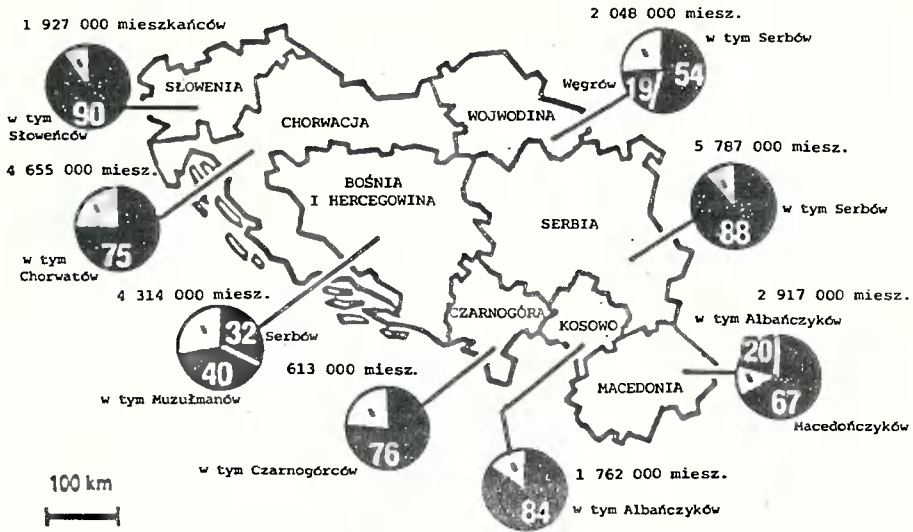 1 927 000 mieszkańców
w tym
Słoweńców
90
SŁOWENIA
2 048 000 miesz.
w tym Serbów
54
Węgrów
19
WOJWODINA
CHORWACJA
4 655 000 miesz.
w tym
Chorwatów
75
BOŚNIA
I HERCEGOWINA
5 787 000 miesz.
w tym Serbów
88
SERBIA
4 314 000 miesz.
32
Serbów
40
w tym Muzułmanów
CZARNOGÓRA
613 000 miesz.
76
w tym Czarnogórców
KOSOWO
2 917 000 miesz.
w tym Albańczyków
20
67
Macedończyków
MACEDONIA
1 762 000 miesz.
84
w tym Albańczyków
100 km